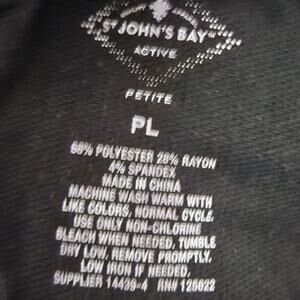 ST JOHN'S BAY
ACTIVE
PETITE
PL
68% POLYESTER 28% RAYON
4% SPANDEX
MADE IN CHINA
MACHINE WASH WARM WITH
LIKE COLORS, NORMAL CYCLE.
USE ONLY NON-CHLORINE
BLEACH WHEN NEEDED, TUMBLE
DRY LOW, REMOVE PROMPTLY.
LOW IRON IF NEEDED.
SUPPLIER 14439-4 RN# 125622